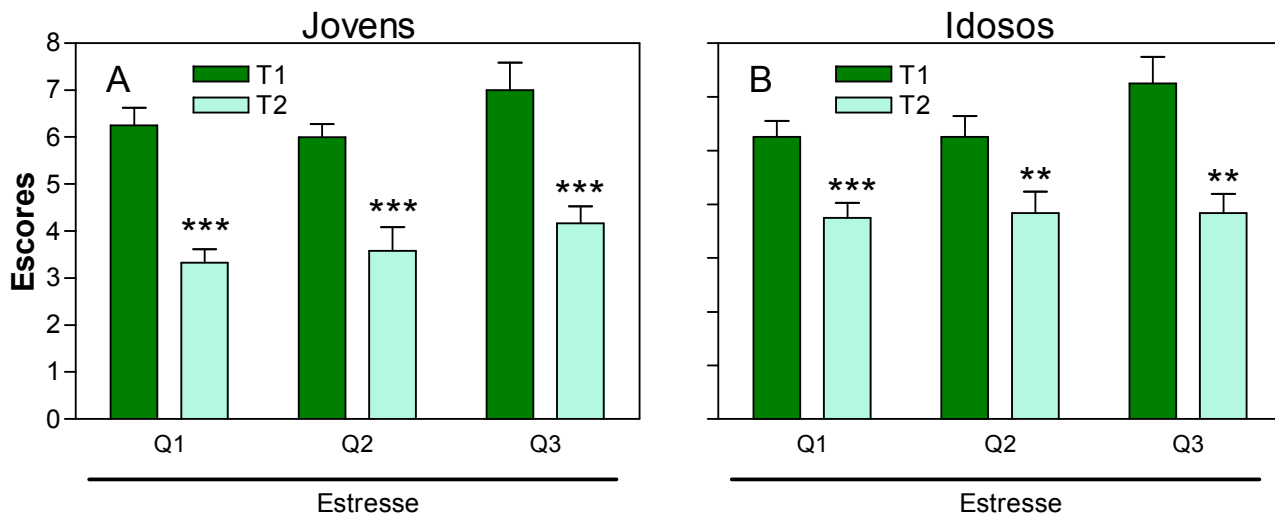 Jovens
Idosos
8
7
6
5
4
3
2
1
0
Escores
A
T1
T2
***
***
***
Q1
Q2
Q3
Estresse
B
T1
T2
***
**
**
Q1
Q2
Q3
Estresse